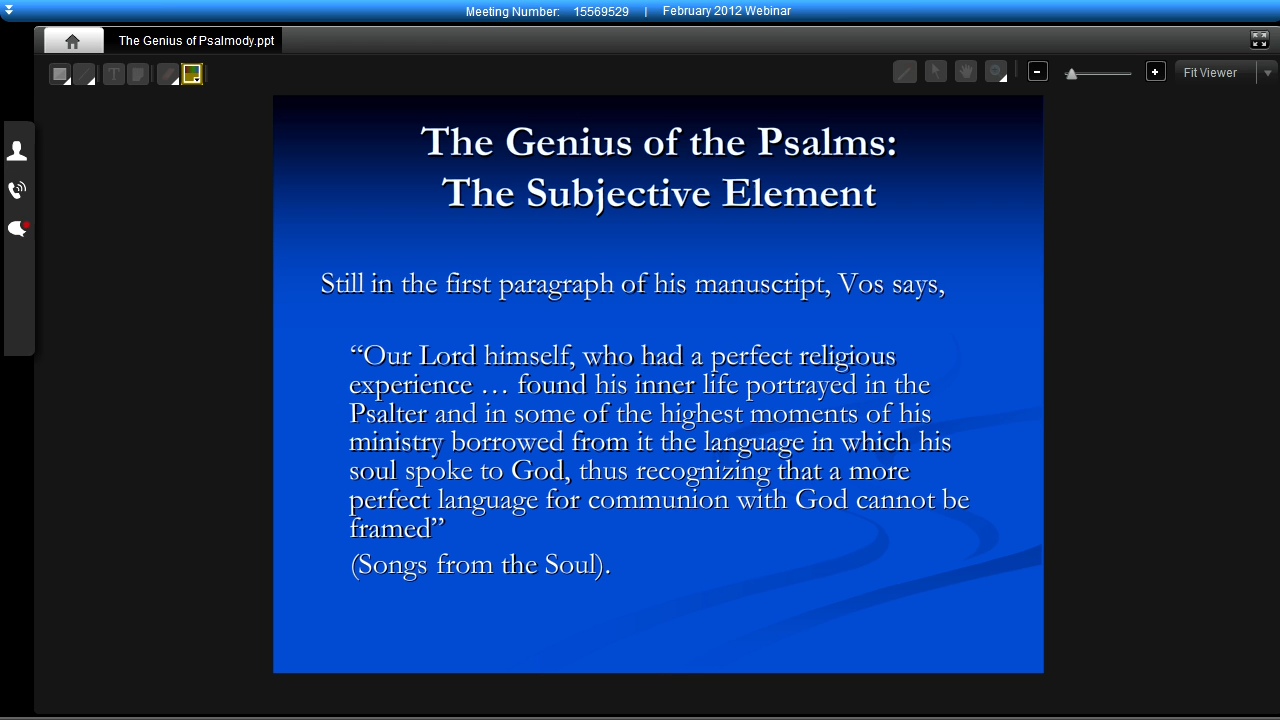 Meeting Number: 15569529 | February 2012 Webinar
The Genius of Psalmody.ppt
T
Fit Viewer
The Genius of the Psalms:
The Subjective Element
Still in the first paragraph of his manuscript, Vos says,
“Our Lord himself, who had a perfect religious
experience … found his inner life portrayed in the
Psalter and in some of the highest moments of his
ministry borrowed from it the language in which his
soul spoke to God, thus recognizing that a more
perfect language for communion with God cannot be
framed”
(Songs from the Soul).